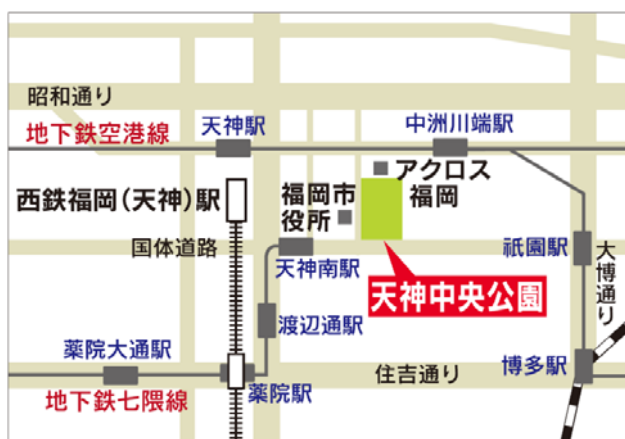 昭和通り
地下鉄空港線
天神駅
中洲川端駅
アクロス
福岡
西鉄福岡(天神)駅
福岡市
役所
国体道路
天神南駅
祇園駅
大博通り
天神中央公園
渡辺通駅
薬院大通駅
薬院駅
住吉通り
博多駅
地下鉄七隈線